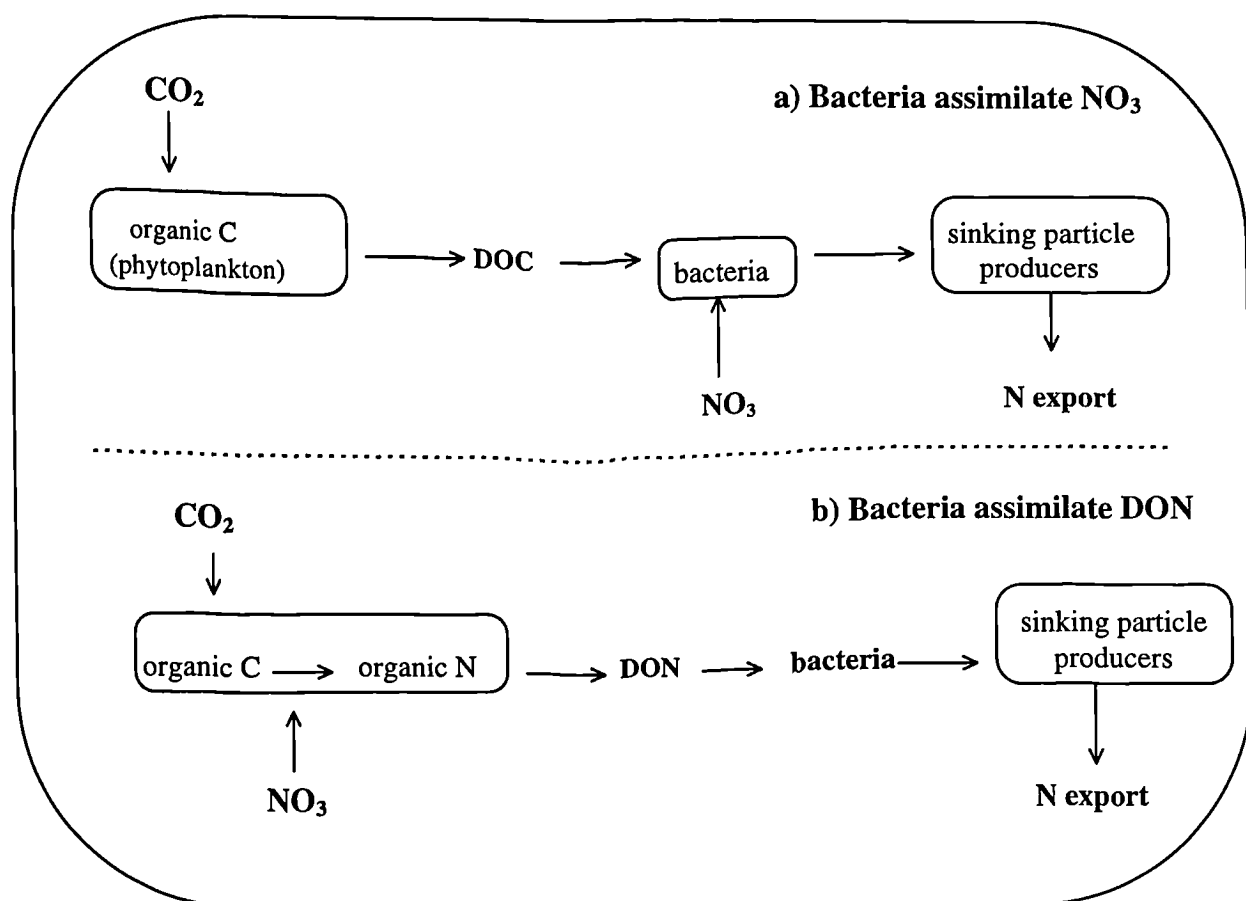 CO₂
a) Bacteria assimilate NO₃
organic C
(phytoplankton)
DOC
bacteria
sinking particle
producers
NO₃
N export
b) Bacteria assimilate DON
CO₂
organic C
organic N
DON
bacteria
sinking particle
producers
NO₃
N export